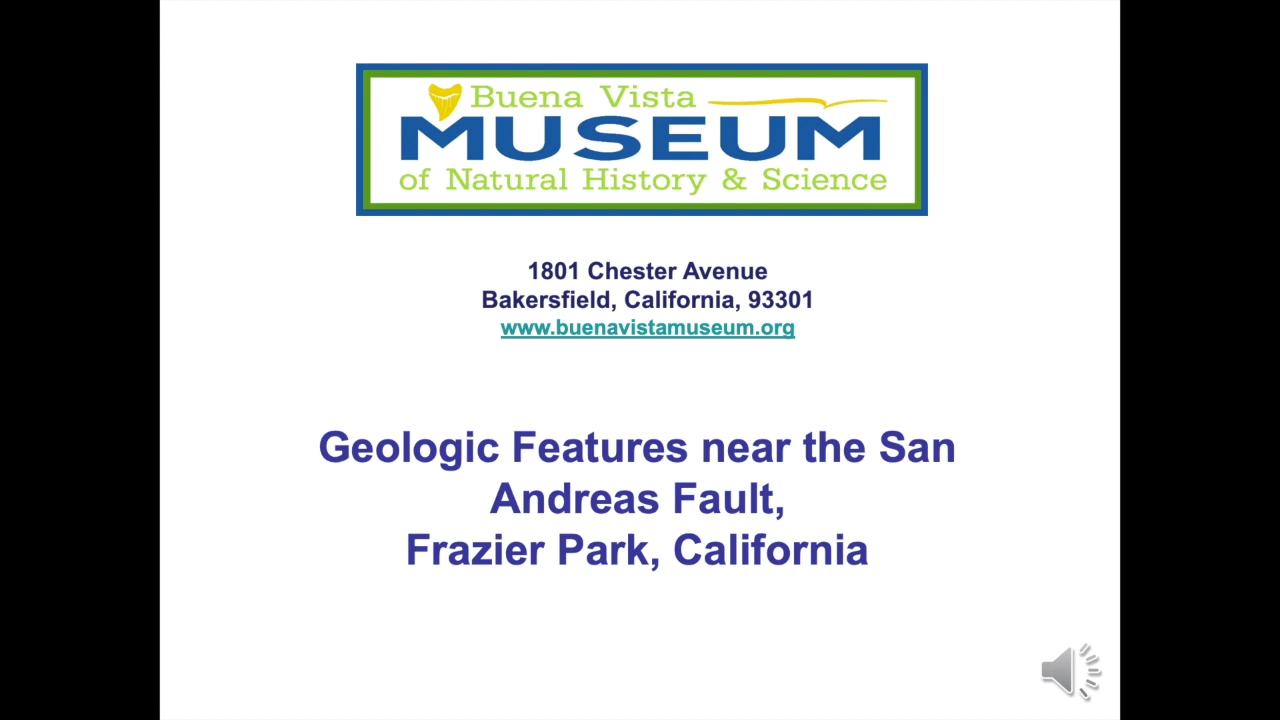 Buena Vista
MUSEUM
of Natural History & Science
1801 Chester Avenue
Bakersfield, California, 93301
www.buenavistamuseum.org
Geologic Features near the San
Andreas Fault,
Frazier Park, California